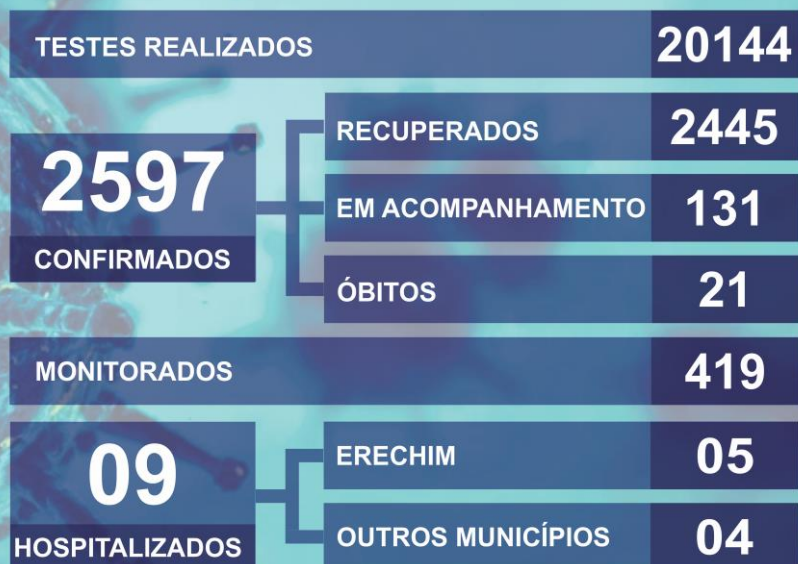 TESTES REALIZADOS 20144
2597
CONFIRMADOS
RECUPERADOS 2445
EM ACOMPANHAMENTO 131
ÓBITOS 21
MONITORADOS 419
09
HOSPITALIZADOS
ERECHIM 05
OUTROS MUNICÍPIOS 04